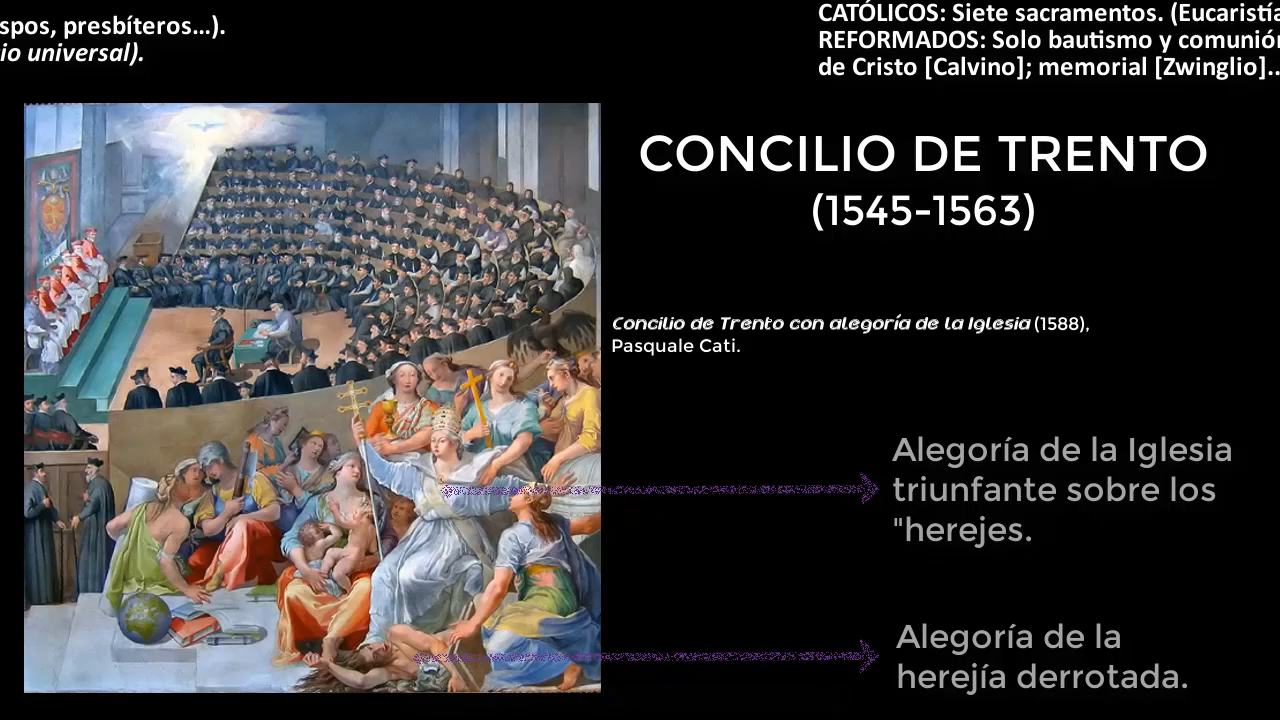 spos, presbíteros...).
io universal).
CATÓLICOS: Siete sacramentos. (Eucaristía
REFORMADOS: Solo bautismo y comunión
de Cristo [Calvino]; memorial [Zwinglio]..
CONCILIO DE TRENTO
(1545-1563)
Concilio de Trento con alegoría de la Iglesia (1588),
Pasquale Cati.
Alegoría de la Iglesia
triunfante sobre los
"herejes.
Alegoría de la
herejía derrotada.